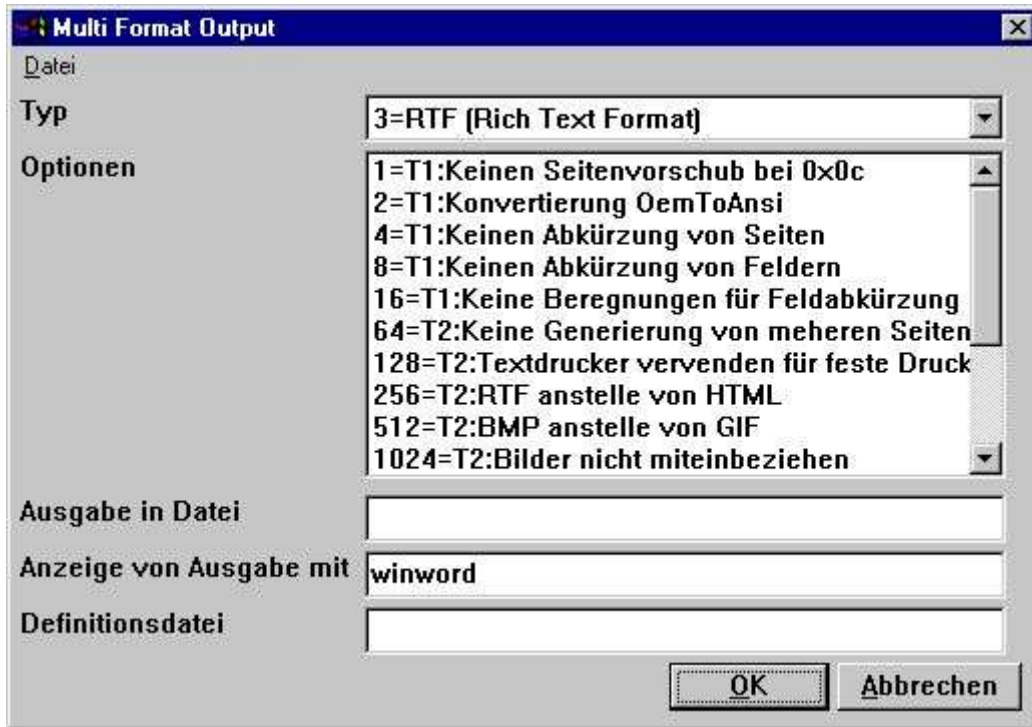 Multi Format Output
Datei
Typ
3=RTF (Rich Text Format)
Optionen
1=T1:Keinen Seitenvorschub bei 0x0c
2=T1:Konvertierung OemToAnsi
4=T1:Keinen Abkürzung von Seiten
8=T1:Keinen Abkürzung von Feldern
16=T1:Keine Beregnungen für Feldabkürzung
64=T2:Keine Generierung von meheren Seiten
128=T2:Textdrucker vervenden für feste Druck
256=T2:RTF anstelle von HTML
512=T2:BMP anstelle von GIF
1024=T2:Bilder nicht miteinbeziehen
Ausgabe in Datei
Anzeige von Ausgabe mit
winword
Definitionsdatei
OK
Abbrechen